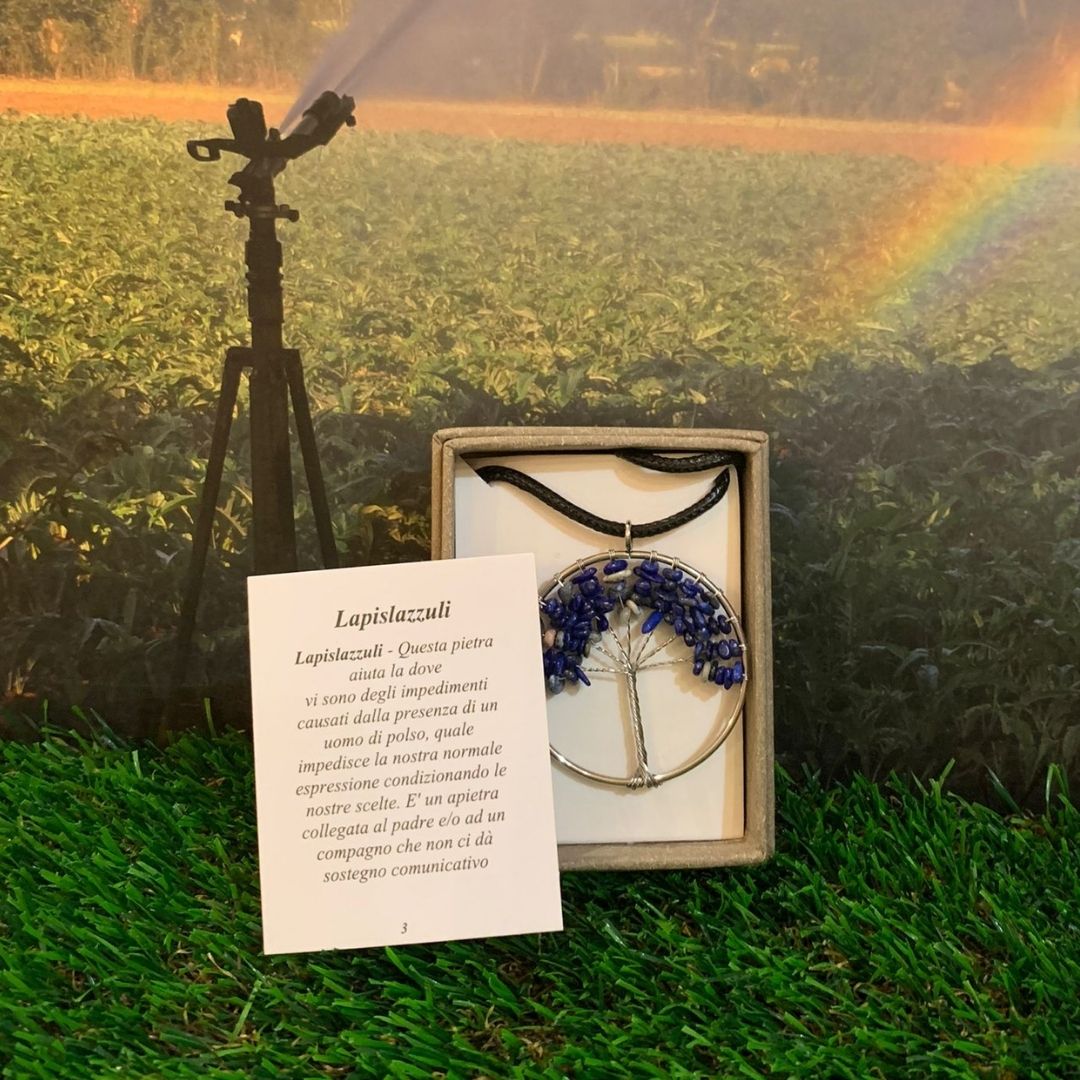 Lapislazzuli
Lapislazzuli - Questa pietra
aiuta la dove
vi sono degli impedimenti
causati dalla presenza di un
uomo di polso, quale
impedisce la nostra normale
espressione condizionando le
nostre scelte. E' un apietra
collegata al padre e/o ad un
compagno che non ci dà
sostegno comunicativo
3